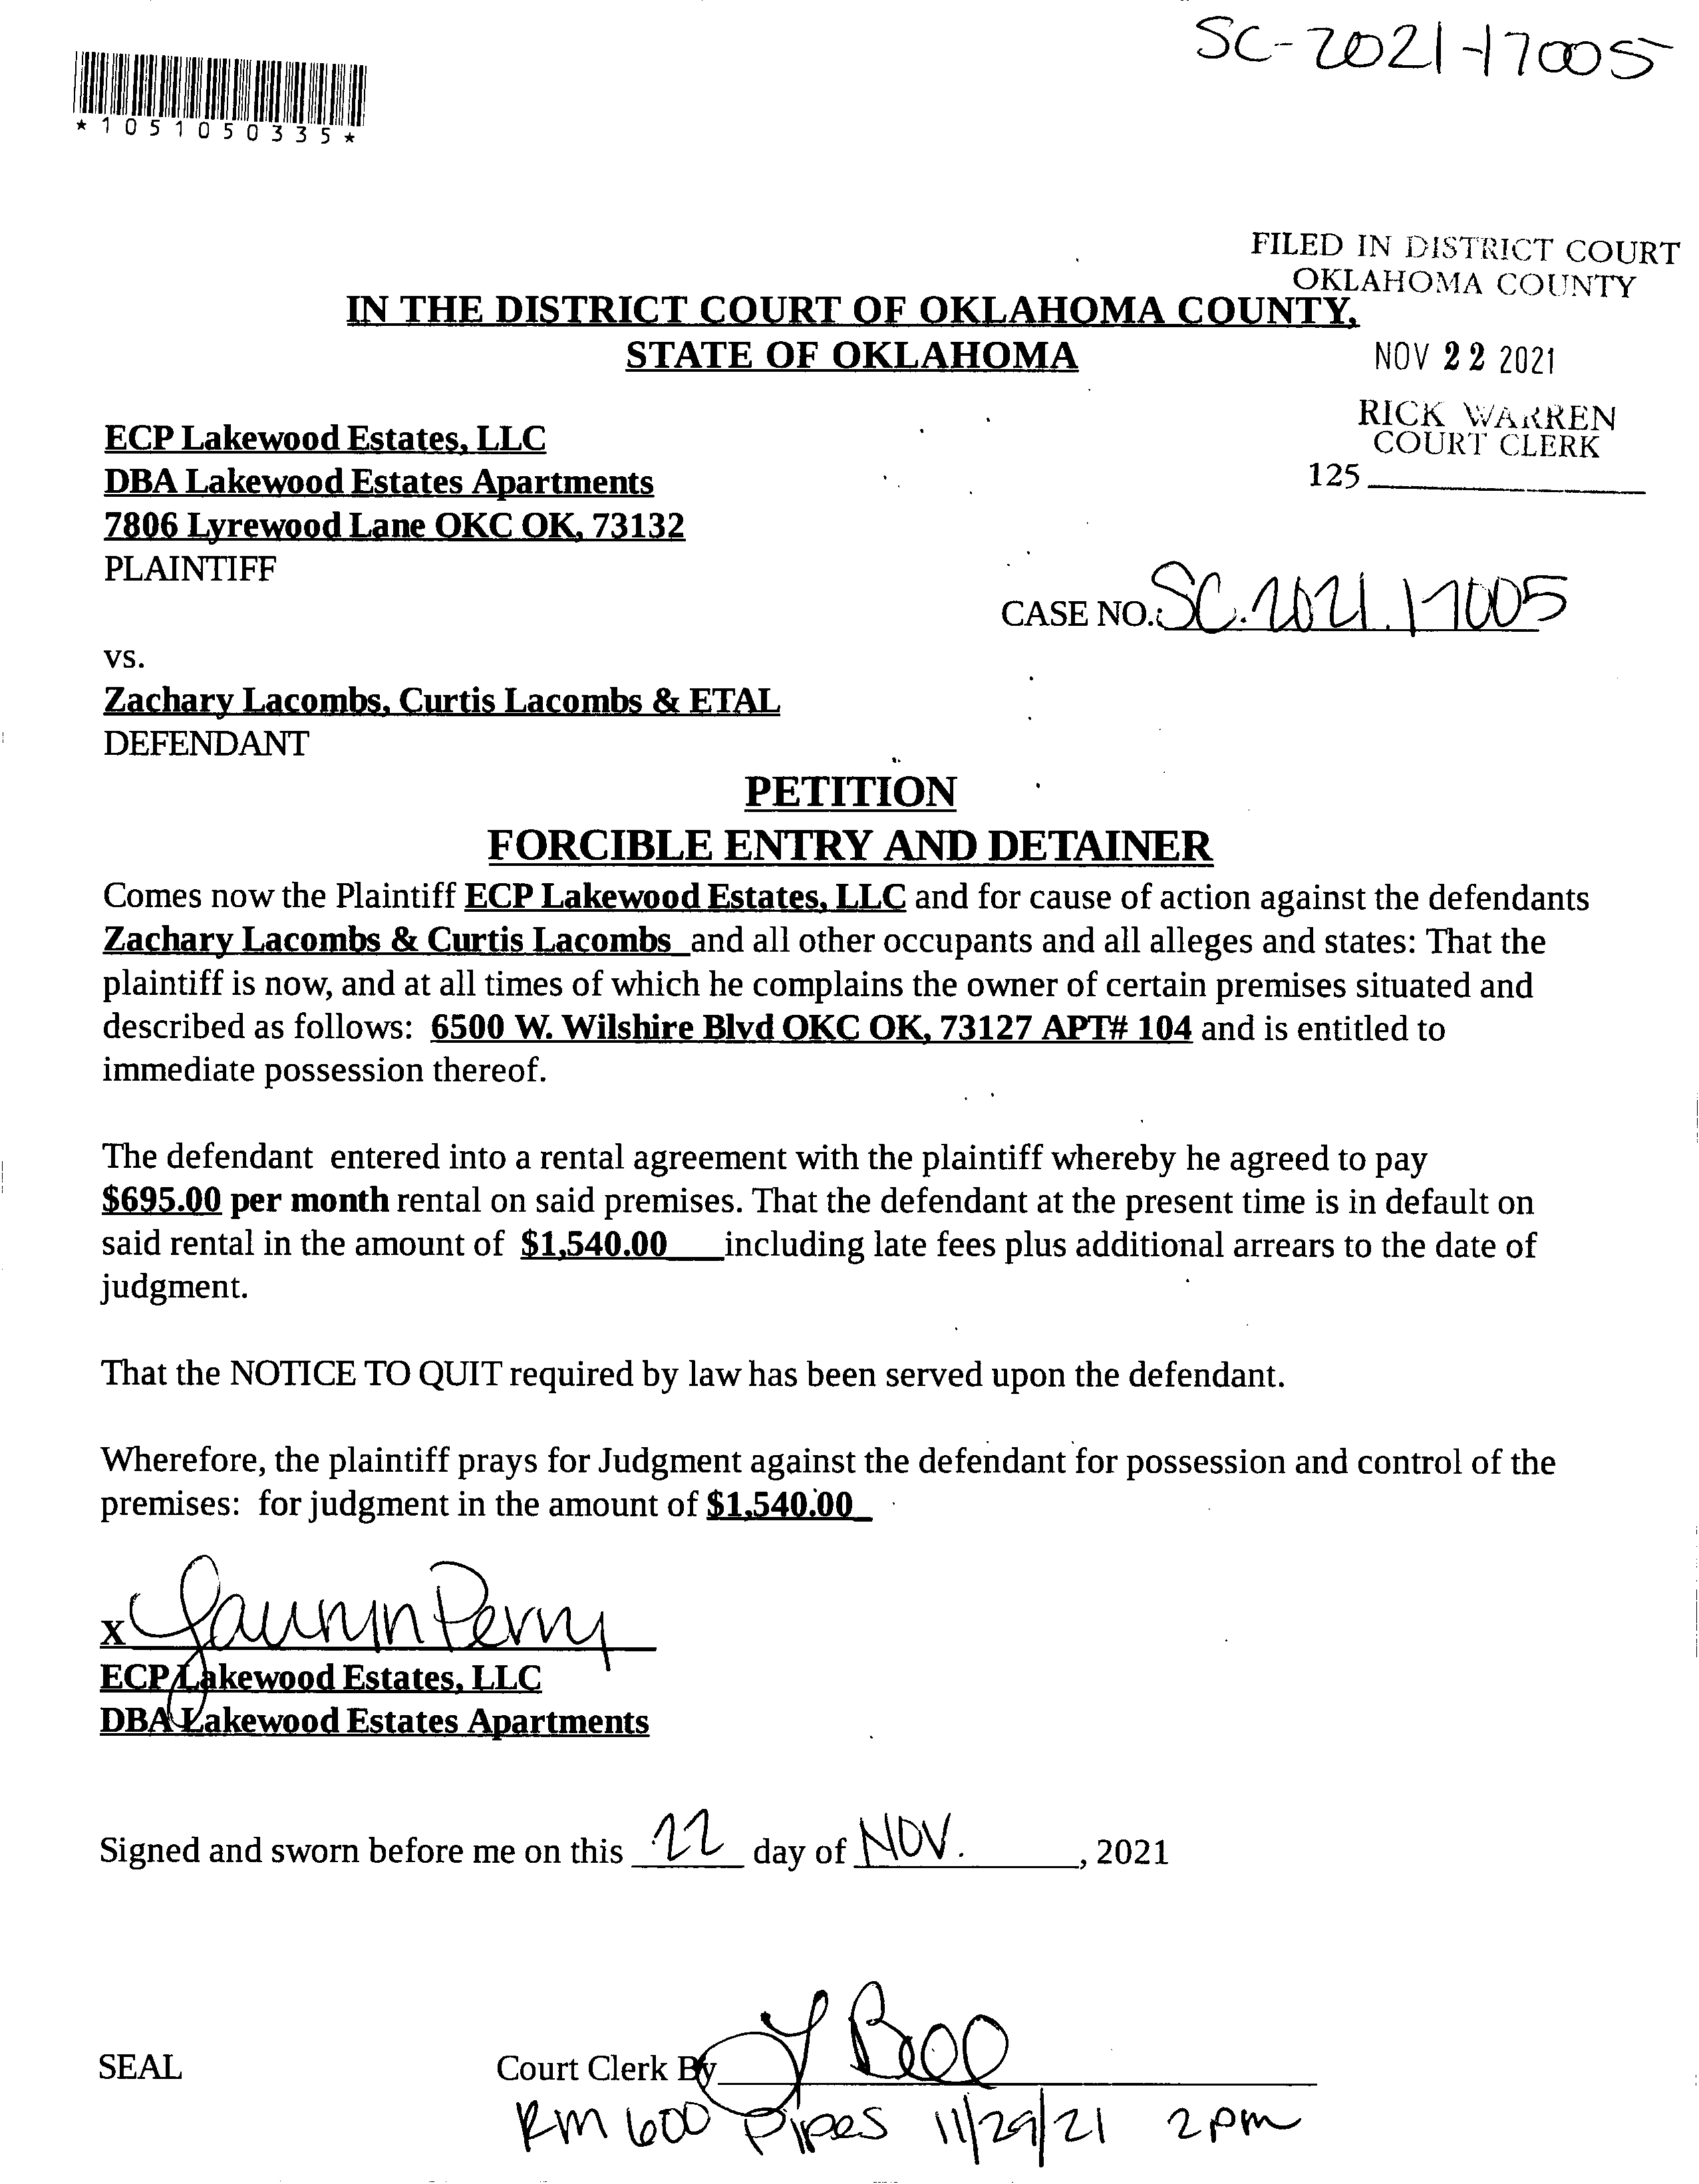 SC-2021-17005
*1051050335*
FILED IN DISTRICT COURT
OKLAHOMA COUNTY
IN THE DISTRICT COURT OF OKLAHOMA COUNTY,
STATE OF OKLAHOMA
NOV 22 2021
RICK WARREN
COURT CLERK
125
ECP Lakewood Estates, LLC
DBA Lakewood Estates Apartments
7806 Lyrewood Lane OKC OK, 73132
PLAINTIFF
CASE NO.: SC.2021.17005
vs.
Zachary Lacombs, Curtis Lacombs & ETAL
DEFENDANT
PETITION
FORCIBLE ENTRY AND DETAINER
Comes now the Plaintiff ECP Lakewood Estates, LLC and for cause of action against the defendants
Zachary Lacombs & Curtis Lacombs and all other occupants and all alleges and states: That the
plaintiff is now, and at all times of which he complains the owner of certain premises situated and
described as follows: 6500 W. Wilshire Blvd OKC OK, 73127 APT# 104 and is entitled to
immediate possession thereof.
The defendant entered into a rental agreement with the plaintiff whereby he agreed to pay
$695.00 per month rental on said premises. That the defendant at the present time is in default on
said rental in the amount of $1,540.00 including late fees plus additional arrears to the date of
judgment.
That the NOTICE TO QUIT required by law has been served upon the defendant.
Wherefore, the plaintiff prays for Judgment against the defendant for possession and control of the
premises: for judgment in the amount of $1,540.00
X Perry
ECP Lakewood Estates, LLC
DBA Lakewood Estates Apartments
Signed and sworn before me on this 22 day of NOV. , 2021
SEAL
Court Clerk By
RM 600 Pipes 11/29/21 2pm